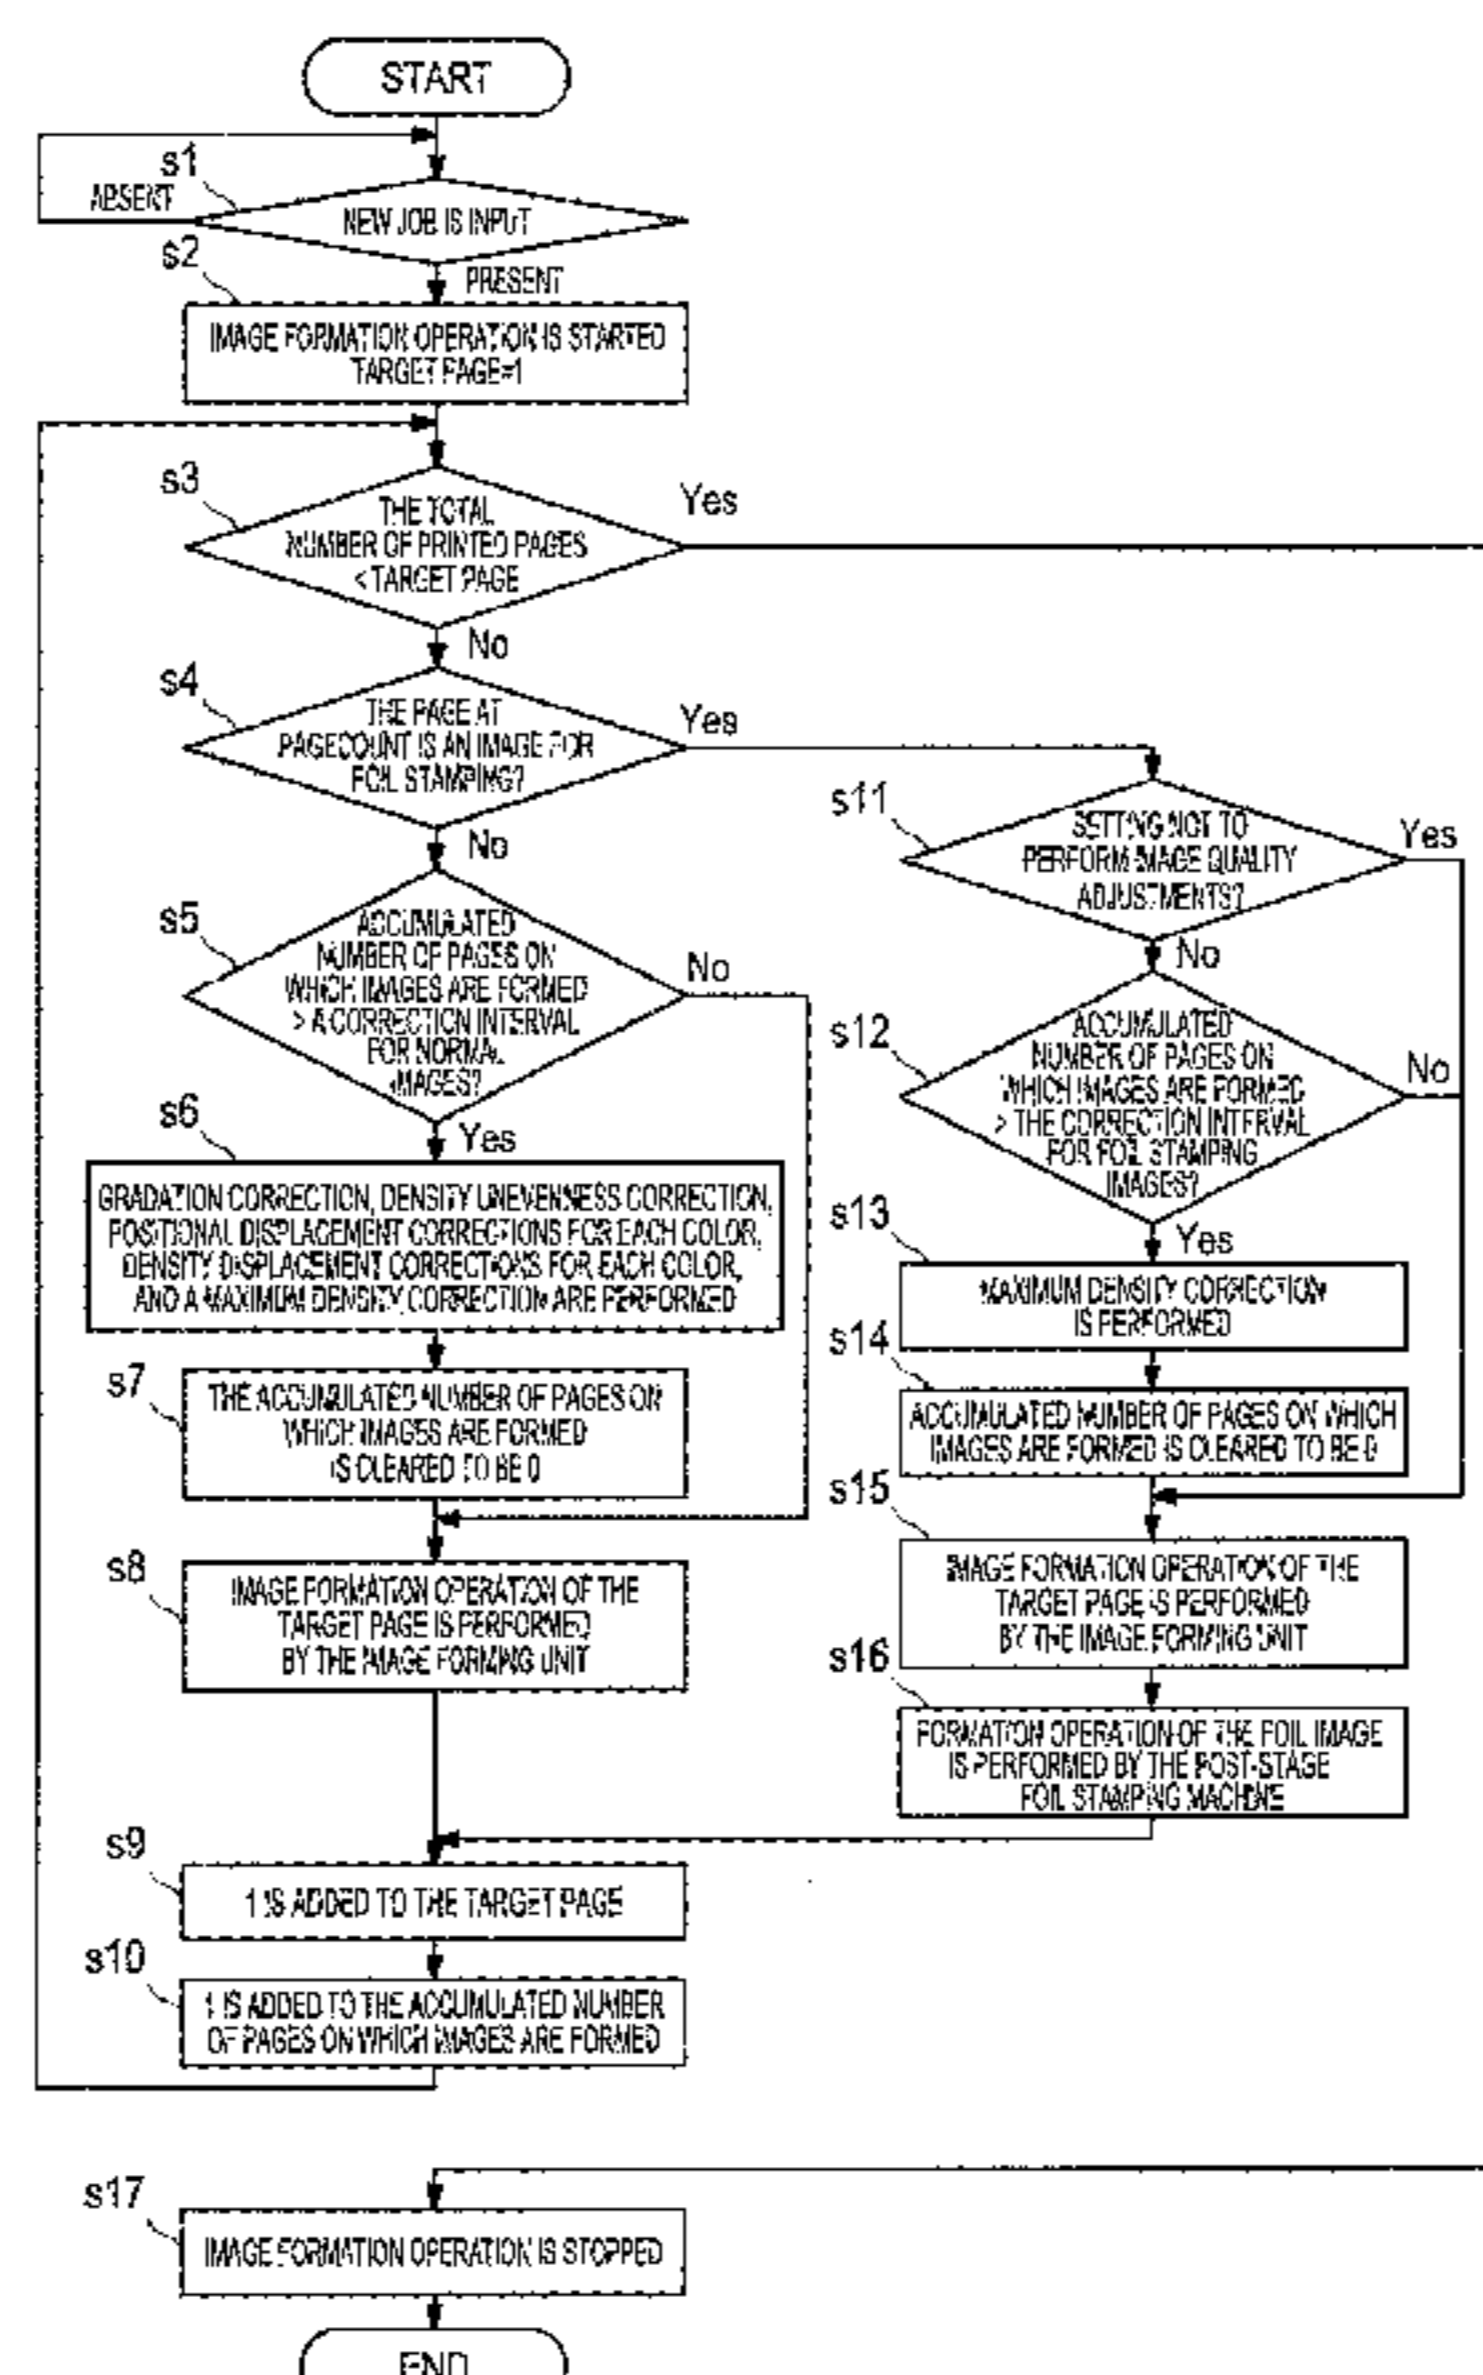 START
s1
ABSENT
NEW JOB IS INPUT
PRESENT
s2
IMAGE FORMATION OPERATION IS STARTED
TARGET PAGE=1
s3
THE TOTAL
NUMBER OF PRINTED PAGES
< TARGET PAGE
Yes
No
s4
THE PAGE AT
PAGECOUNT IS AN IMAGE FOR
FOIL STAMPING?
Yes
No
s5
ACCUMULATED
NUMBER OF PAGES ON
WHICH IMAGES ARE FORMED
> A CORRECTION INTERVAL
FOR NORMAL
IMAGES?
No
Yes
s6
GRADATION CORRECTION, DENSITY UNEVENNESS CORRECTION,
POSITIONAL DISPLACEMENT CORRECTIONS FOR EACH COLOR,
DENSITY DISPLACEMENT CORRECTIONS FOR EACH COLOR,
AND A MAXIMUM DENSITY CORRECTION ARE PERFORMED
s7
THE ACCUMULATED NUMBER OF PAGES ON
WHICH IMAGES ARE FORMED
IS CLEARED TO BE 0
s8
IMAGE FORMATION OPERATION OF THE
TARGET PAGE IS PERFORMED
BY THE IMAGE FORMING UNIT
s11
SETTING NOT TO
PERFORM IMAGE QUALITY
ADJUSTMENTS?
Yes
No
s12
ACCUMULATED
NUMBER OF PAGES ON
WHICH IMAGES ARE FORMED
> THE CORRECTION INTERVAL
FOR FOIL STAMPING
IMAGES?
No
Yes
s13
MAXIMUM DENSITY CORRECTION
IS PERFORMED
s14
ACCUMULATED NUMBER OF PAGES ON WHICH
IMAGES ARE FORMED IS CLEARED TO BE 0
s15
IMAGE FORMATION OPERATION OF THE
TARGET PAGE IS PERFORMED
BY THE IMAGE FORMING UNIT
s16
FORMATION OPERATION OF THE FOIL IMAGE
IS PERFORMED BY THE POST-STAGE
FOIL STAMPING MACHINE
s9
1 IS ADDED TO THE TARGET PAGE
s10
1 IS ADDED TO THE ACCUMULATED NUMBER
OF PAGES ON WHICH IMAGES ARE FORMED
s17
IMAGE FORMATION OPERATION IS STOPPED
END